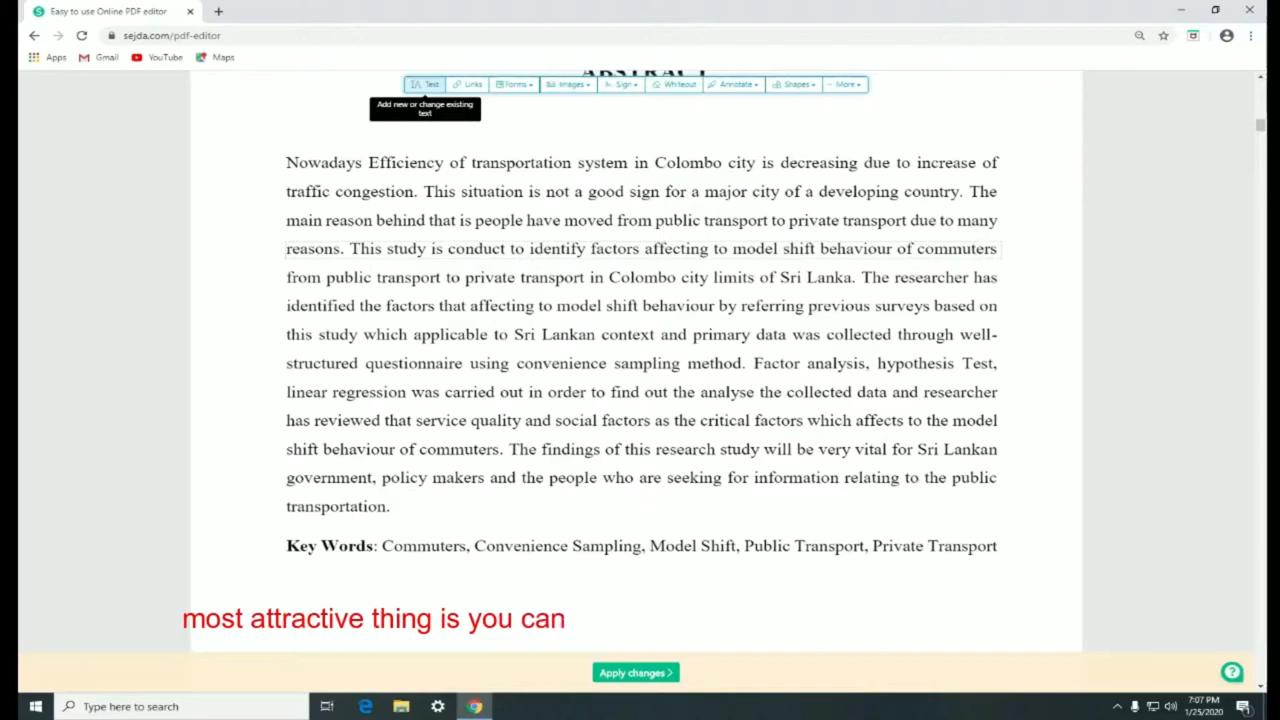 Easy to use Online PDF editor
sejda.com/pdf-editor
Apps Gmail YouTube Maps
ABSTRACT
Text Links Forms Images Sign Whiteout Annotate Shapes More
Add new or change existing
text
Nowadays Efficiency of transportation system in Colombo city is decreasing due to increase of
traffic congestion. This situation is not a good sign for a major city of a developing country. The
main reason behind that is people have moved from public transport to private transport due to many
reasons. This study is conduct to identify factors affecting to model shift behaviour of commuters
from public transport to private transport in Colombo city limits of Sri Lanka. The researcher has
identified the factors that affecting to model shift behaviour by referring previous surveys based on
this study which applicable to Sri Lankan context and primary data was collected through well-
structured questionnaire using convenience sampling method. Factor analysis, hypothesis Test,
linear regression was carried out in order to find out the analyse the collected data and researcher
has reviewed that service quality and social factors as the critical factors which affects to the model
shift behaviour of commuters. The findings of this research study will be very vital for Sri Lankan
government, policy makers and the people who are seeking for information relating to the public
transportation.
Key Words: Commuters, Convenience Sampling, Model Shift, Public Transport, Private Transport
most attractive thing is you can
Apply changes
Type here to search
7:07 PM
1/25/2020